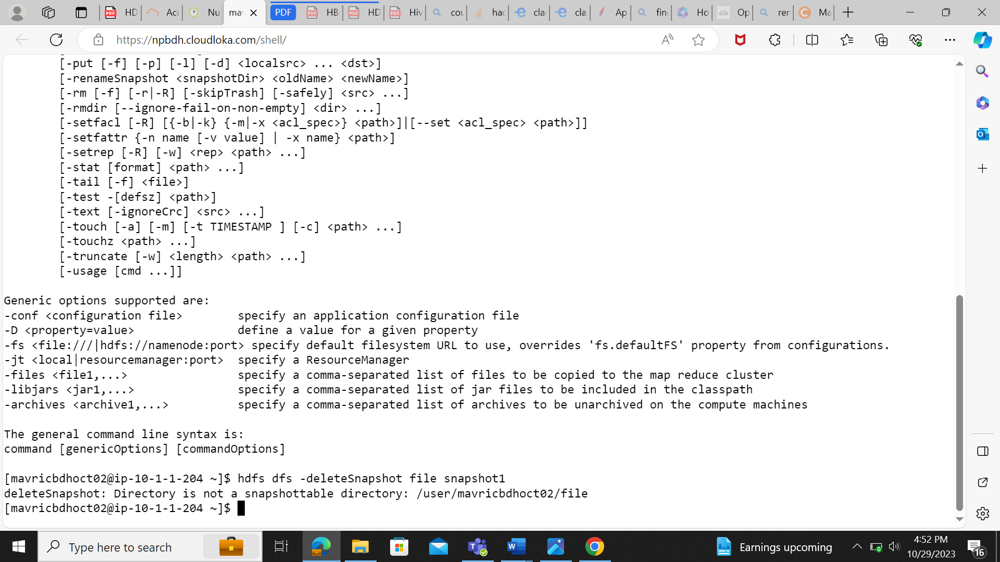 HD
Acc
Nu
mav
PDF
HB
HD
Hiv
cou
hac
clas
clas
Ap
fin
Ho
Op
ren
Ma
https://npbdh.cloudloka.com/shell/
[-put [-f] [-p] [-l] [-d] <localsrc> ... <dst>]
[-renameSnapshot <snapshotDir> <oldName> <newName>]
[-rm [-f] [-r|-R] [-skipTrash] [-safely] <src> ...]
[-rmdir [--ignore-fail-on-non-empty] <dir> ...]
[-setfacl [-R] [{-b|-k} {-m|-x <acl_spec>} <path>]|[--set <acl_spec> <path>]]
[-setfattr {-n name [-v value] | -x name} <path>]
[-setrep [-R] [-w] <rep> <path> ...]
[-stat [format] <path> ...]
[-tail [-f] <file>]
[-test -[defsz] <path>]
[-text [-ignoreCrc] <src> ...]
[-touch [-a] [-m] [-t TIMESTAMP ] [-c] <path> ...]
[-touchz <path> ...]
[-truncate [-w] <length> <path> ...]
[-usage [cmd ...]]
Generic options supported are:
-conf <configuration file>        specify an application configuration file
-D <property=value>               define a value for a given property
-fs <file:///|hdfs://namenode:port> specify default filesystem URL to use, overrides 'fs.defaultFS' property from configurations.
-jt <local|resourcemanager:port>  specify a ResourceManager
-files <file1,...>                specify a comma-separated list of files to be copied to the map reduce cluster
-libjars <jar1,...>               specify a comma-separated list of jar files to be included in the classpath
-archives <archive1,...>          specify a comma-separated list of archives to be unarchived on the compute machines
The general command line syntax is:
command [genericOptions] [commandOptions]
[mavricbdhoct02@ip-10-1-1-204 ~]$ hdfs dfs -deleteSnapshot file snapshot1
deleteSnapshot: Directory is not a snapshottable directory: /user/mavricbdhoct02/file
[mavricbdhoct02@ip-10-1-1-204 ~]$
Type here to search
Earnings upcoming
4:52 PM
10/29/2023
16